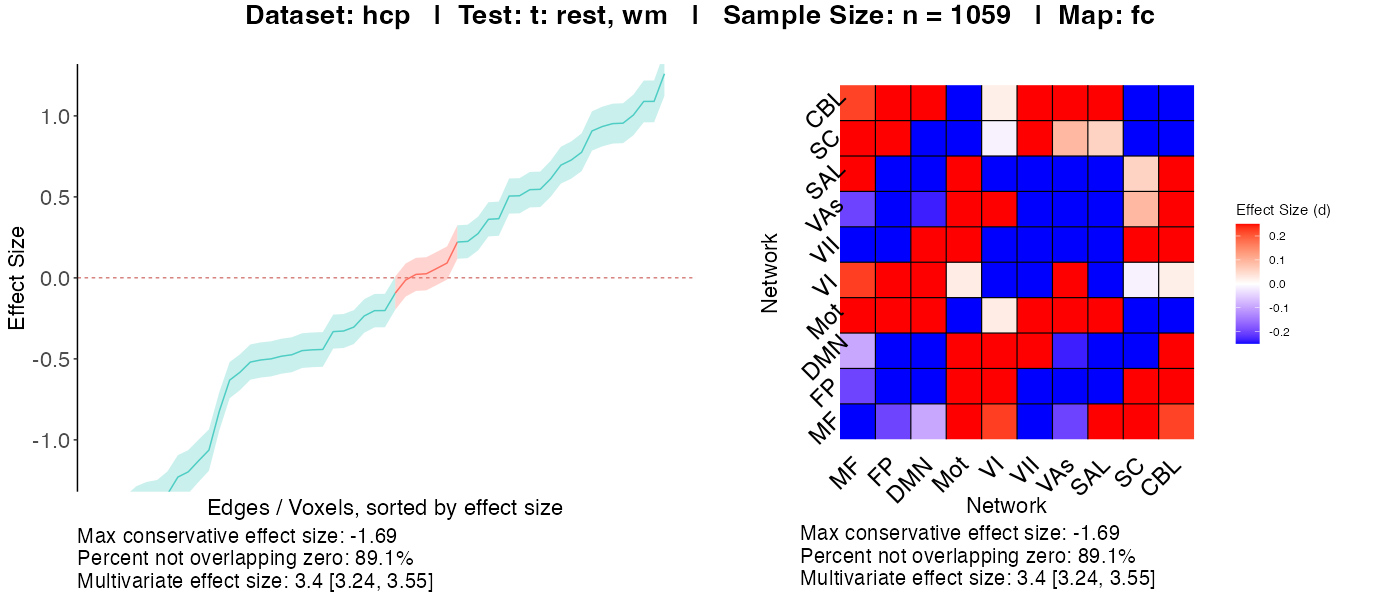 Dataset: hcp | Test: t: rest, wm | Sample Size: n = 1059 | Map: fc
Effect Size
1.0
0.5
0.0
-0.5
-1.0
Edges / Voxels, sorted by effect size
Max conservative effect size: -1.69
Percent not overlapping zero: 89.1%
Multivariate effect size: 3.4 [3.24, 3.55]
Network
CBL
SC
SAL
VAs
VII
VI
Mot
DMN
FP
MF
MF FP DMN Mot VI VII VAs SAL SC CBL
Network
Max conservative effect size: -1.69
Percent not overlapping zero: 89.1%
Multivariate effect size: 3.4 [3.24, 3.55]
Effect Size (d)
0.2
0.1
0.0
-0.1
-0.2